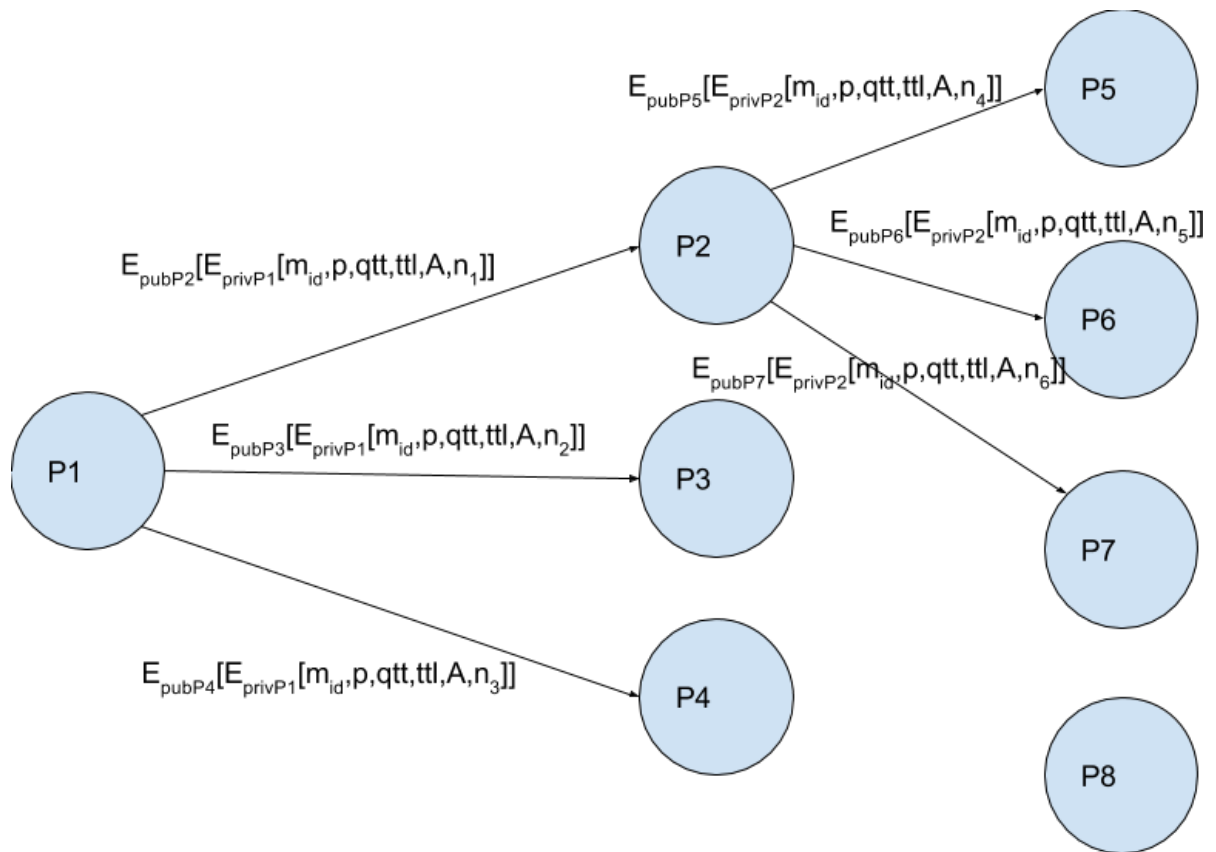 P5
E_pubP5[E_privP2[m_id,p,qtt,ttl,A,n_4]]
E_pubP6[E_privP2[m_id,p,qtt,ttl,A,n_5]]
P2
E_pubP2[E_privP1[m_id,p,qtt,ttl,A,n_1]]
P6
E_pubP7[E_privP2[m_id,p,qtt,ttl,A,n_6]]
E_pubP3[E_privP1[m_id,p,qtt,ttl,A,n_2]]
P1
P3
P7
E_pubP4[E_privP1[m_id,p,qtt,ttl,A,n_3]]
P4
P8